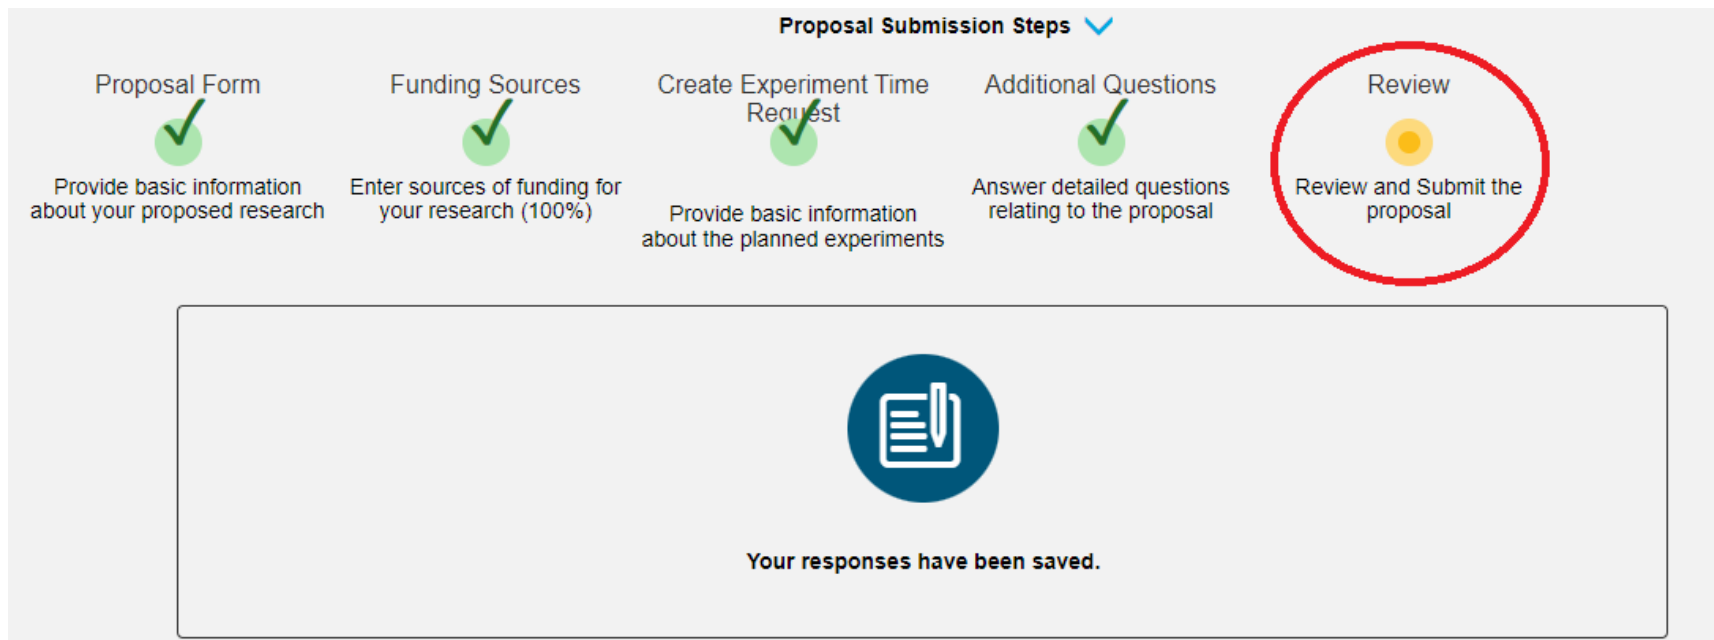 Proposal Submission Steps
Proposal Form
Funding Sources
Create Experiment Time
Request
Additional Questions
Review
Provide basic information
about your proposed research
Enter sources of funding for
your research (100%)
Provide basic information
about the planned experiments
Answer detailed questions
relating to the proposal
Review and Submit the
proposal
Your responses have been saved.